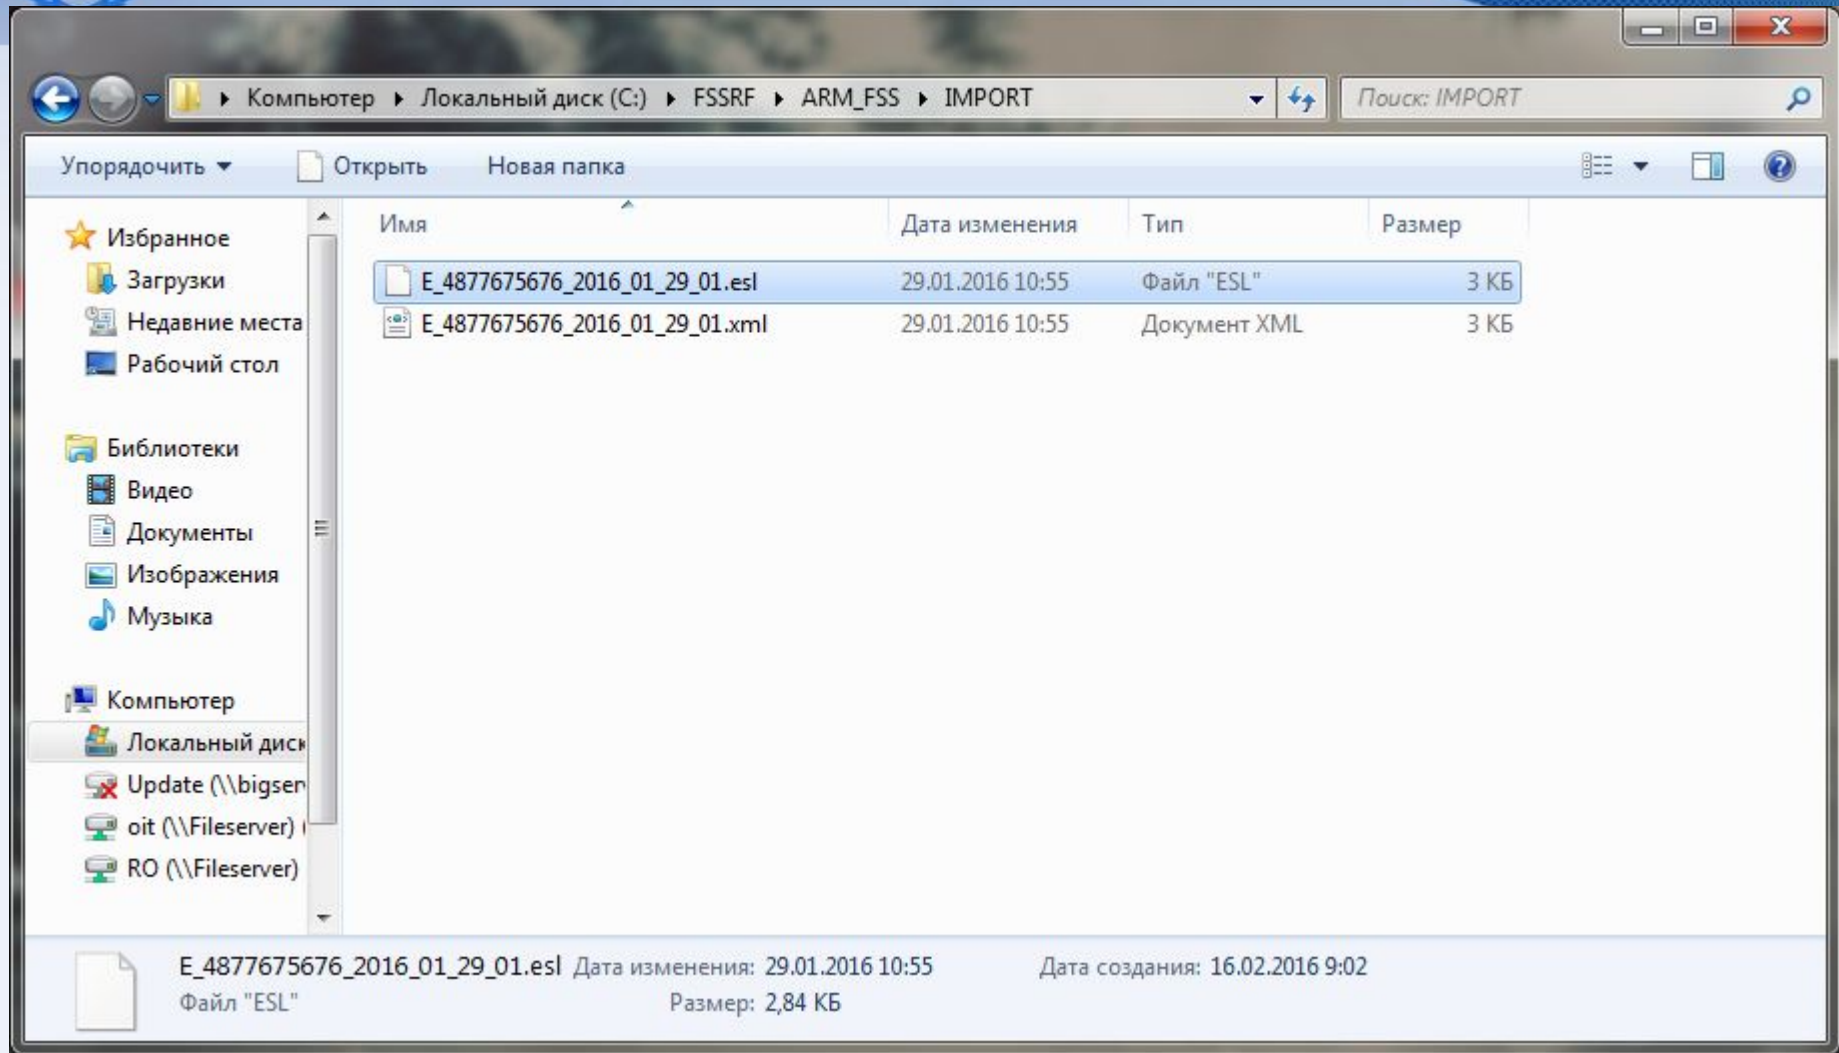 Компьютер ▸ Локальный диск (C:) ▸ FSSRF ▸ ARM_FSS ▸ IMPORT
Поиск: IMPORT
Упорядочить Открыть Новая папка
Имя Дата изменения Тип Размер
E_4877675676_2016_01_29_01.esl 29.01.2016 10:55 Файл "ESL" 3 КБ
E_4877675676_2016_01_29_01.xml 29.01.2016 10:55 Документ XML 3 КБ
Избранное
Загрузки
Недавние места
Рабочий стол
Библиотеки
Видео
Документы
Изображения
Музыка
Компьютер
Локальный диск
Update (\\bigser
oit (\\Fileserver) (
RO (\\Fileserver)
E_4877675676_2016_01_29_01.esl Дата изменения: 29.01.2016 10:55 Дата создания: 16.02.2016 9:02
Файл "ESL" Размер: 2,84 КБ